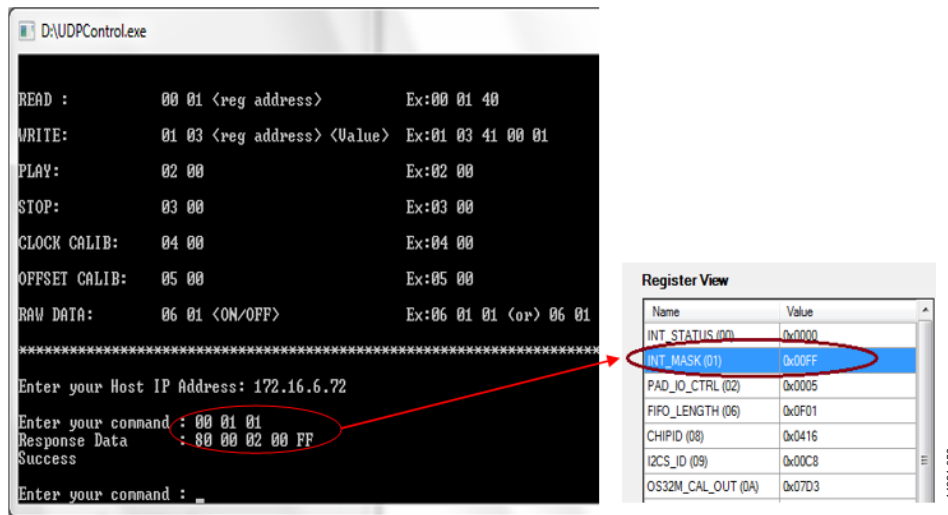 D:\UDPControl.exe
READ : 00 01 <reg address> Ex:00 01 40
WRITE: 01 03 <reg address> <Value> Ex:01 03 41 00 01
PLAY: 02 00 Ex:02 00
STOP: 03 00 Ex:03 00
CLOCK CALIB: 04 00 Ex:04 00
OFFSET CALIB: 05 00 Ex:05 00
RAW DATA: 06 01 <ON/OFF> Ex:06 01 01 (or) 06 01
**********************************************************************
Enter your Host IP Address: 172.16.6.72
Enter your command : 00 01 01
Response Data : 80 00 02 00 FF
Success
Enter your command : _
Register View
Name Value
INT_STATUS (00) 0x0000
INT_MASK (01) 0x00FF
PAD_IO_CTRL (02) 0x0005
FIFO_LENGTH (06) 0x0F01
CHIPID (08) 0x0416
I2CS_ID (09) 0x00C8
OS32M_CAL_OUT (0A) 0x07D3